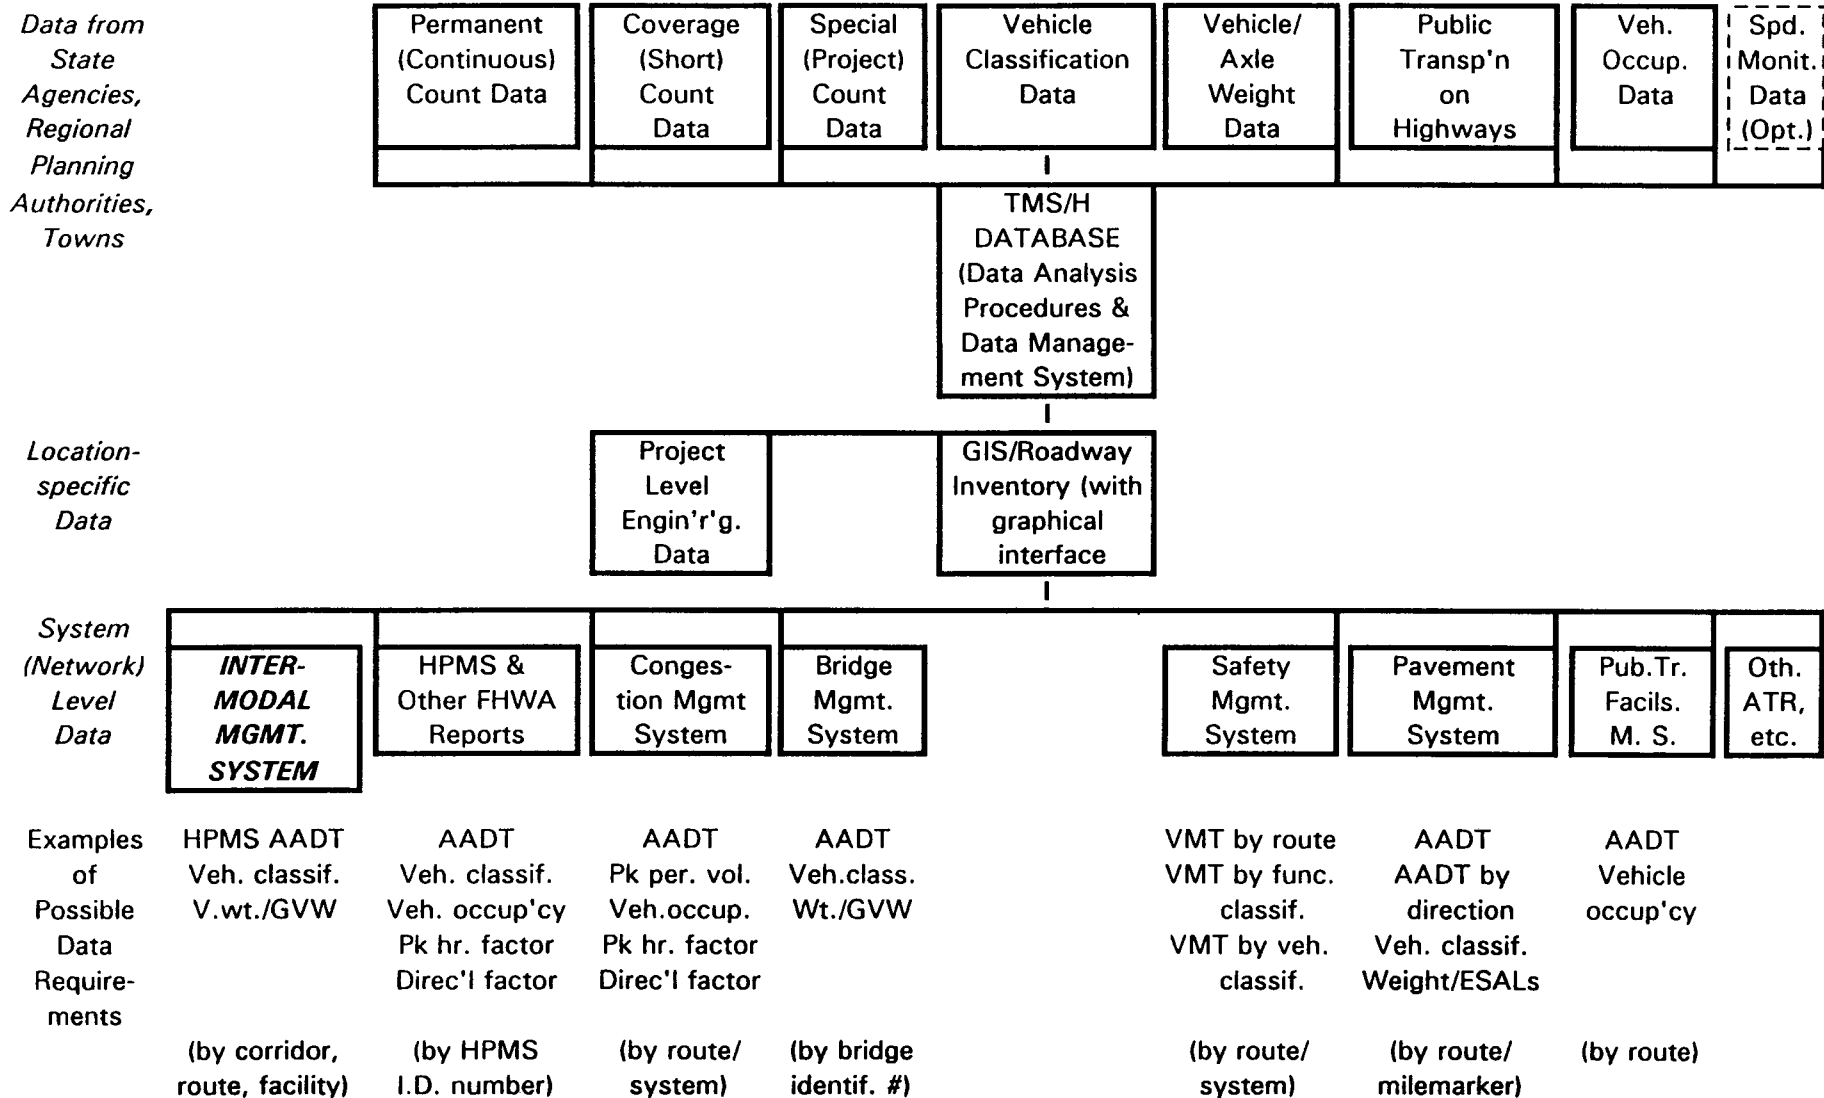 Data from
State
Agencies,
Regional
Planning
Authorities,
Towns
Permanent
(Continuous)
Count Data
Coverage
(Short)
Count
Data
Special
(Project)
Count
Data
Vehicle
Classification
Data
Vehicle/
Axle
Weight
Data
Public
Transp'n
on
Highways
Veh.
Occup.
Data
Spd.
Monit.
Data
(Opt.)
TMS/H
DATABASE
(Data Analysis
Procedures &
Data Manage-
ment System)
Location-
specific
Data
Project
Level
Engin'r'g.
Data
GIS/Roadway
Inventory (with
graphical
interface
System
(Network)
Level
Data
INTER-
MODAL
MGMT.
SYSTEM
HPMS &
Other FHWA
Reports
Conges-
tion Mgmt
System
Bridge
Mgmt.
System
Safety
Mgmt.
System
Pavement
Mgmt.
System
Pub.Tr.
Facils.
M. S.
Oth.
ATR,
etc.
Examples
of
Possible
Data
Require-
ments
HPMS AADT
Veh. classif.
V.wt./GVW
(by corridor,
route, facility)
AADT
Veh. classif.
Veh. occup'cy
Pk hr. factor
Direc'l factor
(by HPMS
I.D. number)
AADT
Pk per. vol.
Veh.occup.
Pk hr. factor
Direc'l factor
(by route/
system)
AADT
Veh.class.
Wt./GVW
(by bridge
identif. #)
VMT by route
VMT by func.
classif.
VMT by veh.
classif.
(by route/
system)
AADT
AADT by
direction
Veh. classif.
Weight/ESALs
(by route/
milemarker)
AADT
Vehicle
occup'cy
(by route)